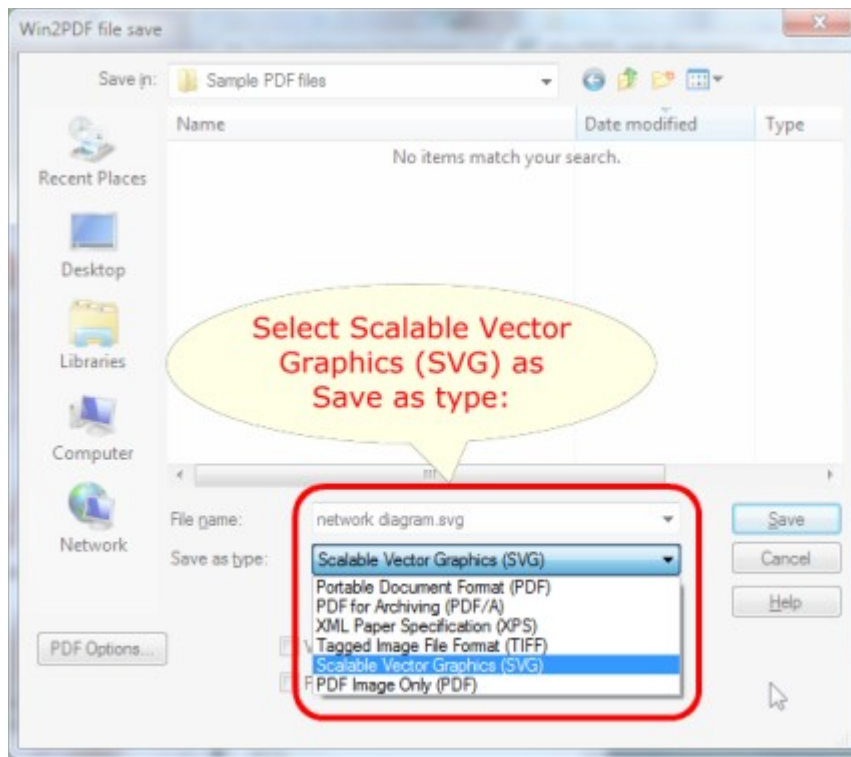 Win2PDF file save
Save in:
Sample PDF files
Name
Date modified
Type
No items match your search.
Recent Places
Desktop
Libraries
Computer
Network
Select Scalable Vector
Graphics (SVG) as
Save as type:
File name:
network diagram.svg
Save
Save as type:
Scalable Vector Graphics (SVG)
Cancel
Portable Document Format (PDF)
PDF for Archiving (PDF/A)
XML Paper Specification (XPS)
Tagged Image File Format (TIFF)
Scalable Vector Graphics (SVG)
PDF Image Only (PDF)
Help
PDF Options...